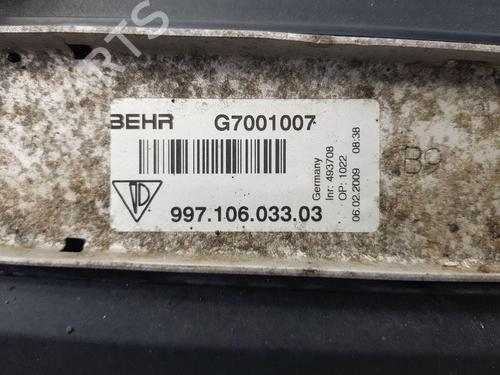 BEHR G7001007
997.106.033.03
Germany
Inr: 493708
OP: 1022
06.02.2009 08:38